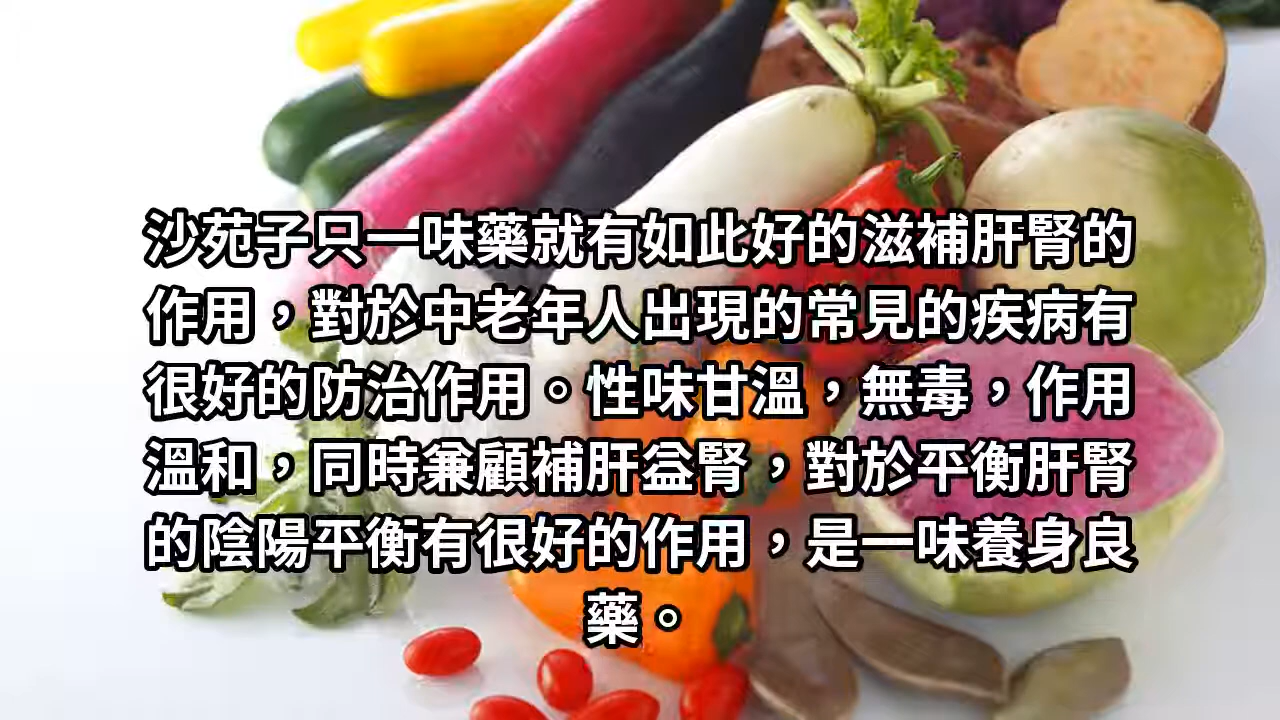 沙苑子只一味藥就有如此好的滋補肝腎的
作用，對於中老年人出現的常見的疾病有
很好的防治作用。性味甘溫，無毒，作用
溫和，同時兼顧補肝益腎，對於平衡肝腎
的陰陽平衡有很好的作用，是一味養身良
藥。